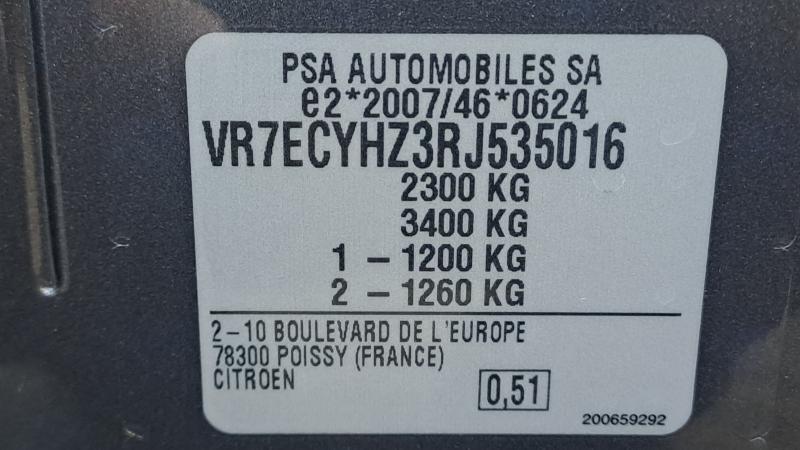 PSA AUTOMOBILES SA
e2*2007/46*0624
VR7ECYHZ3RJ535016
2300 KG
3400 KG
1 – 1200 KG
2 – 1260 KG
2–10 BOULEVARD DE L'EUROPE
78300 POISSY (FRANCE)
CITROEN
0,51
200659292